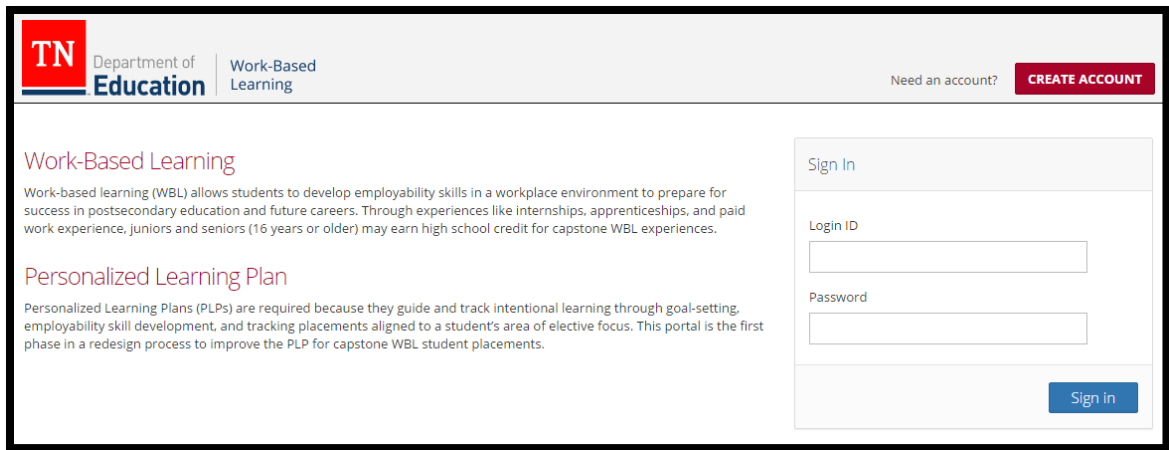 TN
Department of
Education
Work-Based
Learning
Need an account?
CREATE ACCOUNT
Work-Based Learning
Work-based learning (WBL) allows students to develop employability skills in a workplace environment to prepare for
success in postsecondary education and future careers. Through experiences like internships, apprenticeships, and paid
work experience, juniors and seniors (16 years or older) may earn high school credit for capstone WBL experiences.
Personalized Learning Plan
Personalized Learning Plans (PLPs) are required because they guide and track intentional learning through goal-setting,
employability skill development, and tracking placements aligned to a student’s area of elective focus. This portal is the first
phase in a redesign process to improve the PLP for capstone WBL student placements.
Sign In
Login ID
Password
Sign in